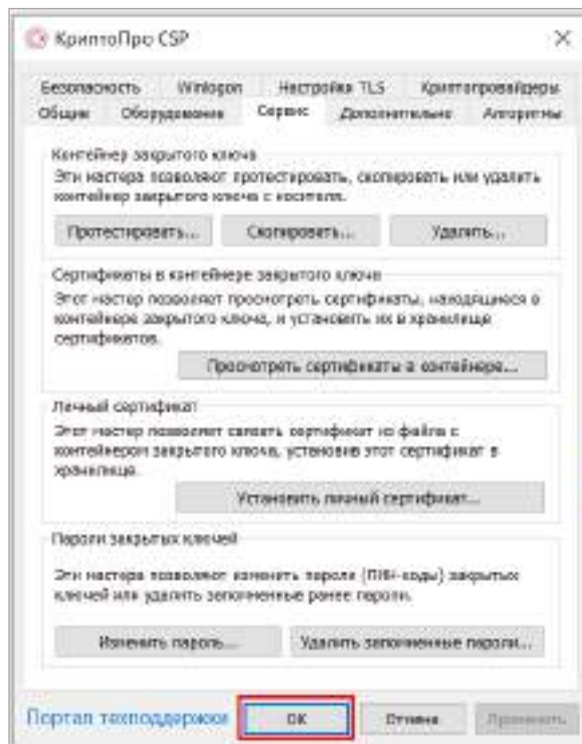 КриптоПро CSP
Безопасность Winlogon Настройка TLS Криптопровайдеры
Общие Оборудование Сервис Дополнительно Алгоритмы
Контейнер закрытого ключа
Эти мастера позволяют протестировать, скопировать или удалить
контейнер закрытого ключа с носителя.
Протестировать... Скопировать... Удалить...
Сертификаты в контейнере закрытого ключа
Этот мастер позволяет просмотреть сертификаты, находящиеся в
контейнере закрытого ключа, и установить их в хранилище
сертификатов.
Просмотреть сертификаты в контейнере...
Личный сертификат
Этот мастер позволяет связать сертификат из файла с
контейнером закрытого ключа, установив этот сертификат в
хранилище.
Установить личный сертификат...
Пароли закрытых ключей
Эти мастера позволяют изменить пароли (ПИН-коды) закрытых
ключей или удалить запомненные ранее пароли.
Изменить пароль... Удалить запомненные пароли...
Портал техподдержки ОК Отмена Применить